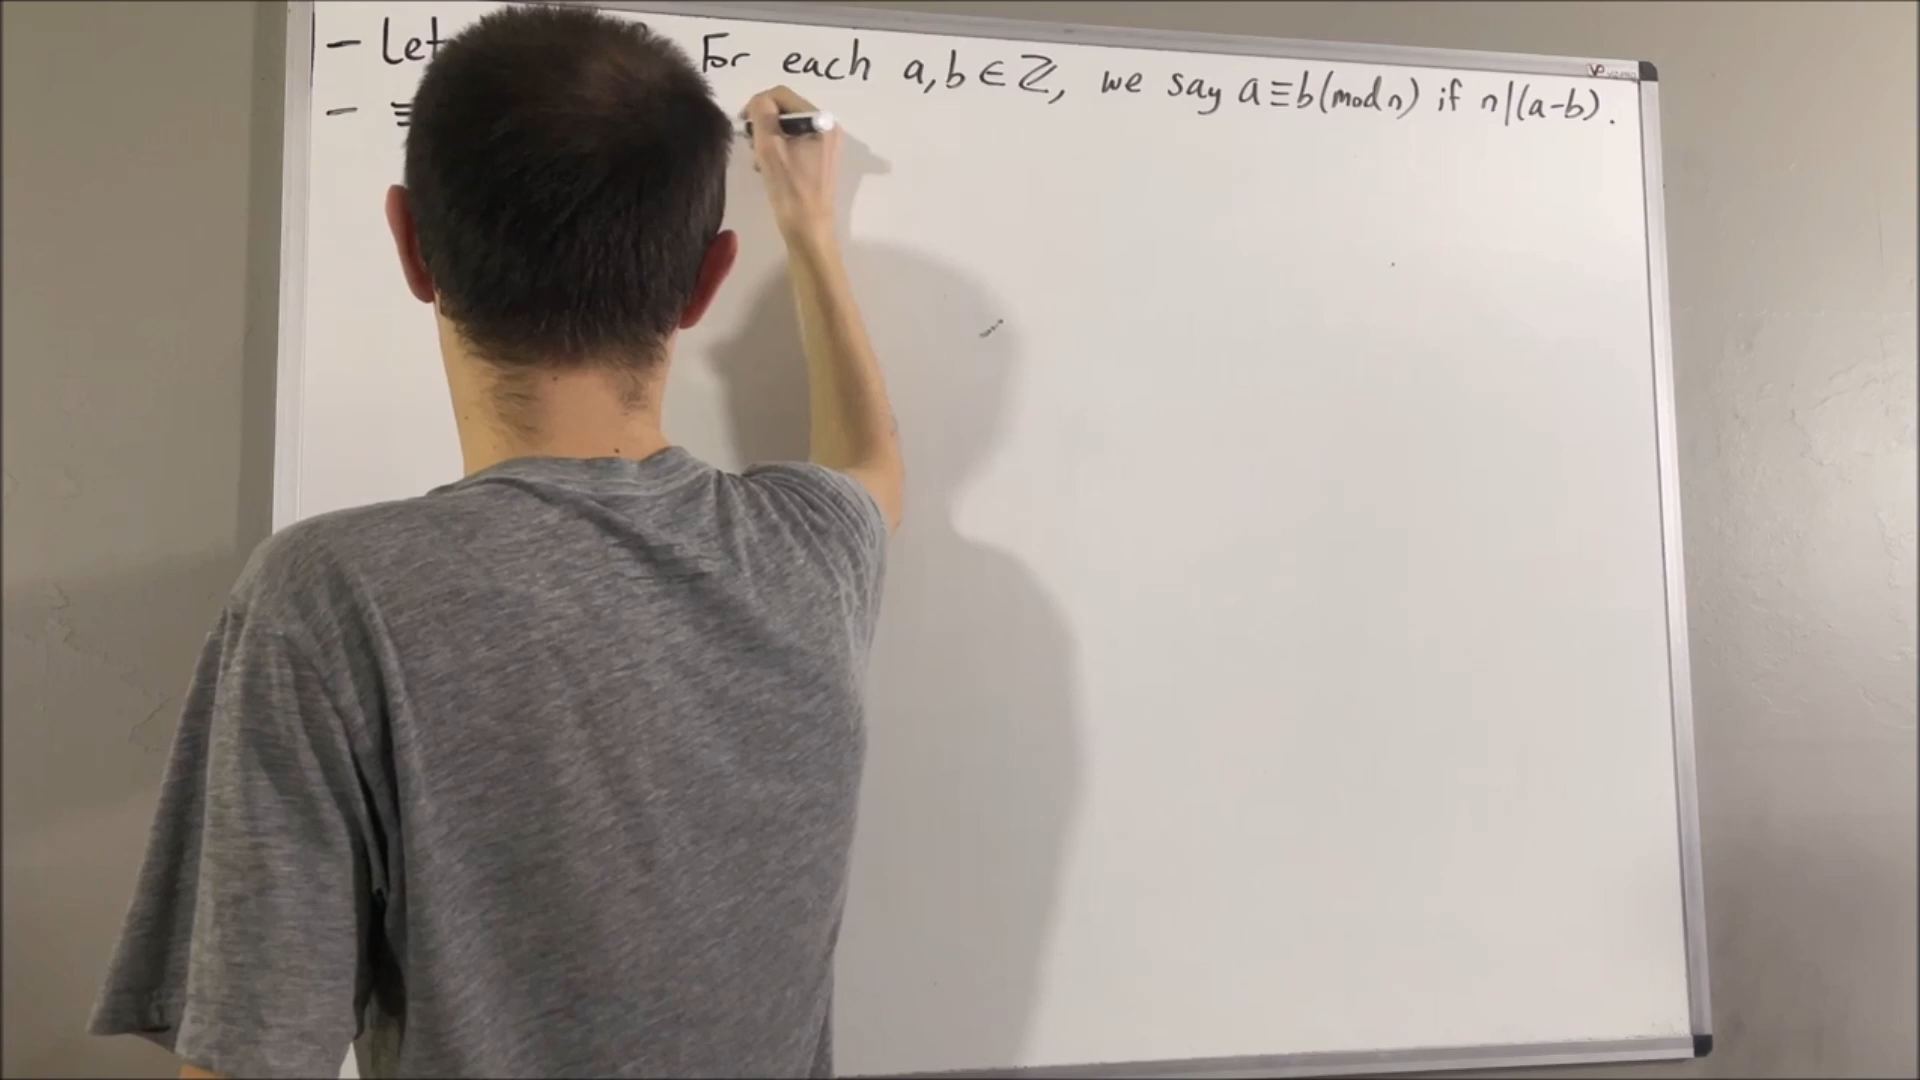 - Let For each a,b ∈ ℤ, we say a≡b(mod n) if n|(a-b).
- ≡